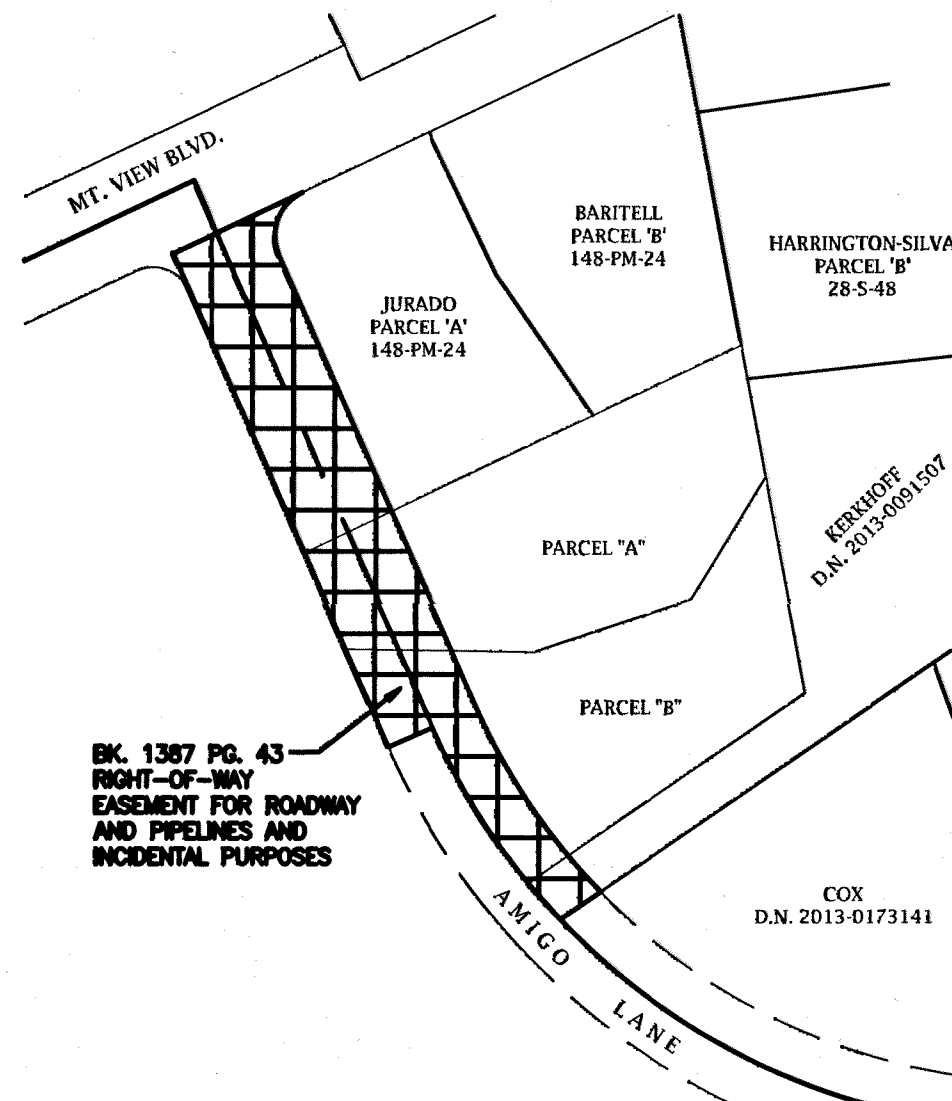 MT. VIEW BLVD.
BARITELL
PARCEL 'B'
148-PM-24
HARRINGTON-SILVA
PARCEL 'B'
28-S-48
JURADO
PARCEL 'A'
148-PM-24
KERKHOFF
D.N. 2013-0091507
PARCEL "A"
PARCEL "B"
BK. 1387 PG. 43
RIGHT-OF-WAY
EASEMENT FOR ROADWAY
AND PIPELINES AND
INCIDENTAL PURPOSES
COX
D.N. 2013-0173141
AMIGO LANE